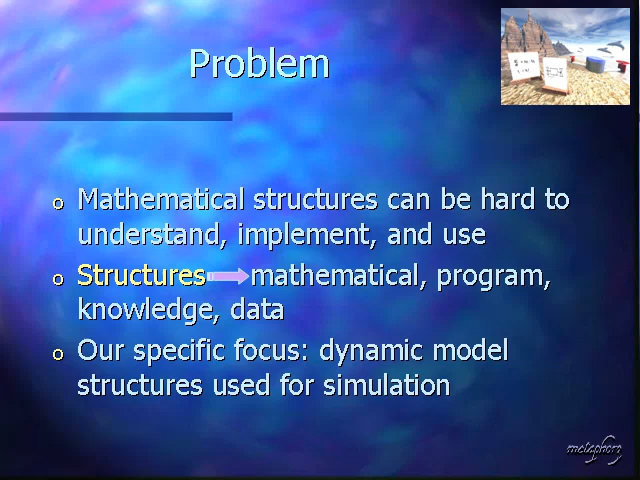 Problem
o Mathematical structures can be hard to
understand, implement, and use
o Structures mathematical, program,
knowledge, data
o Our specific focus: dynamic model
structures used for simulation
metaphorz